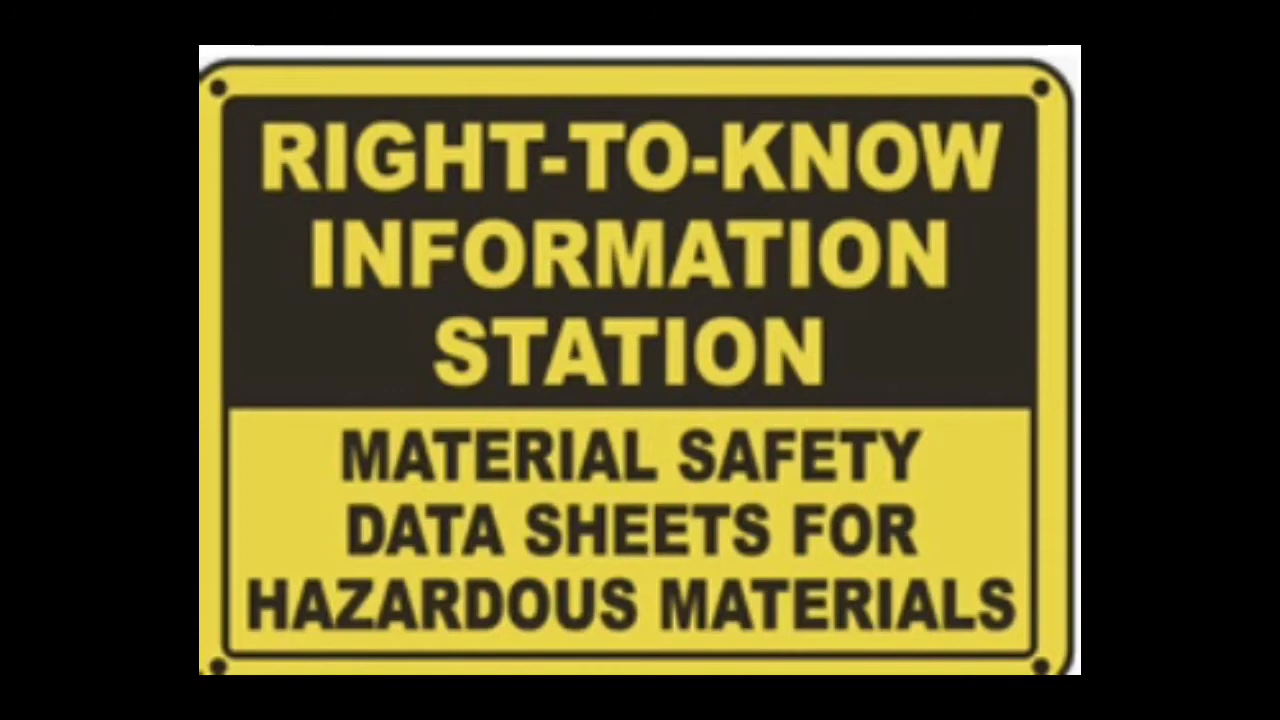 RIGHT-TO-KNOW
INFORMATION
STATION
MATERIAL SAFETY
DATA SHEETS FOR
HAZARDOUS MATERIALS